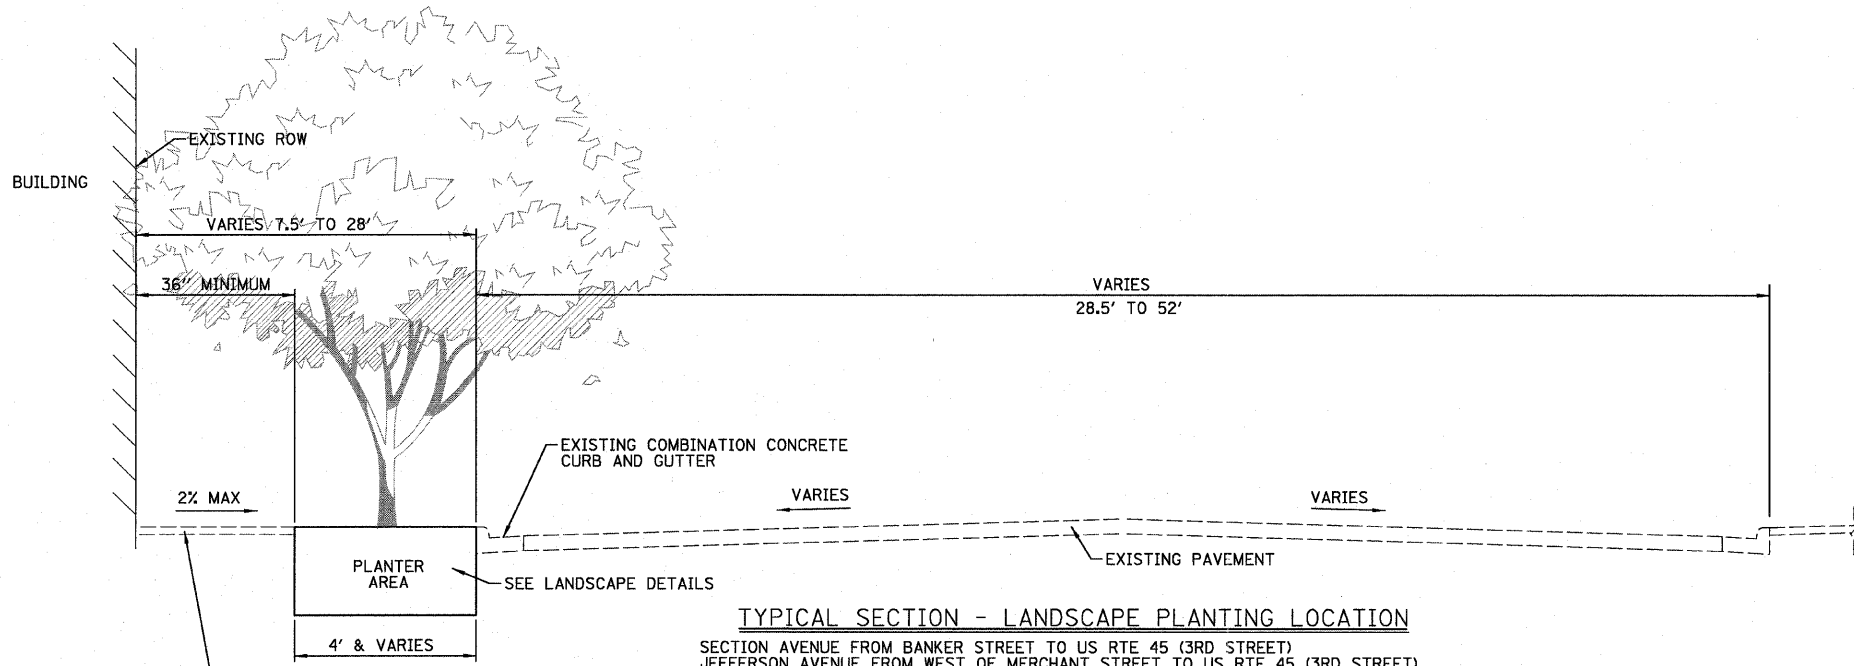 EXISTING ROW
BUILDING
VARIES 7.5' TO 28'
36" MINIMUM
VARIES
28.5' TO 52'
EXISTING COMBINATION CONCRETE
CURB AND GUTTER
2% MAX
VARIES
VARIES
PLANTER
AREA
SEE LANDSCAPE DETAILS
EXISTING PAVEMENT
4' & VARIES
TYPICAL SECTION - LANDSCAPE PLANTING LOCATION
SECTION AVENUE FROM BANKER STREET TO US RTE 45 (3RD STREET)
JEFFERSON AVENUE FROM WEST OF MERCHANT STREET TO US RTE 45 (3RD STREET)